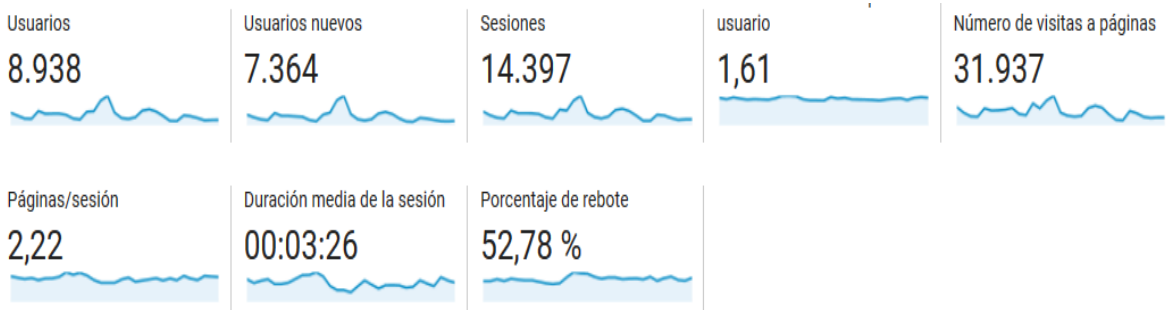 Usuarios
8.938
Usuarios nuevos
7.364
Sesiones
14.397
usuario
1,61
Número de visitas a páginas
31.937
Páginas/sesión
2,22
Duración media de la sesión
00:03:26
Porcentaje de rebote
52,78 %